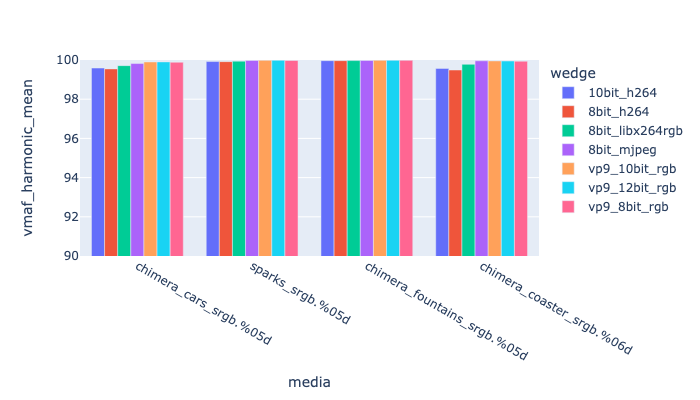 vmaf_harmonic_mean
100
98
96
94
92
90
chimera_cars_srgb.%05d
sparks_srgb.%05d
chimera_fountains_srgb.%05d
chimera_coaster_srgb.%06d
media
wedge
10bit_h264
8bit_h264
8bit_libx264rgb
8bit_mjpeg
vp9_10bit_rgb
vp9_12bit_rgb
vp9_8bit_rgb